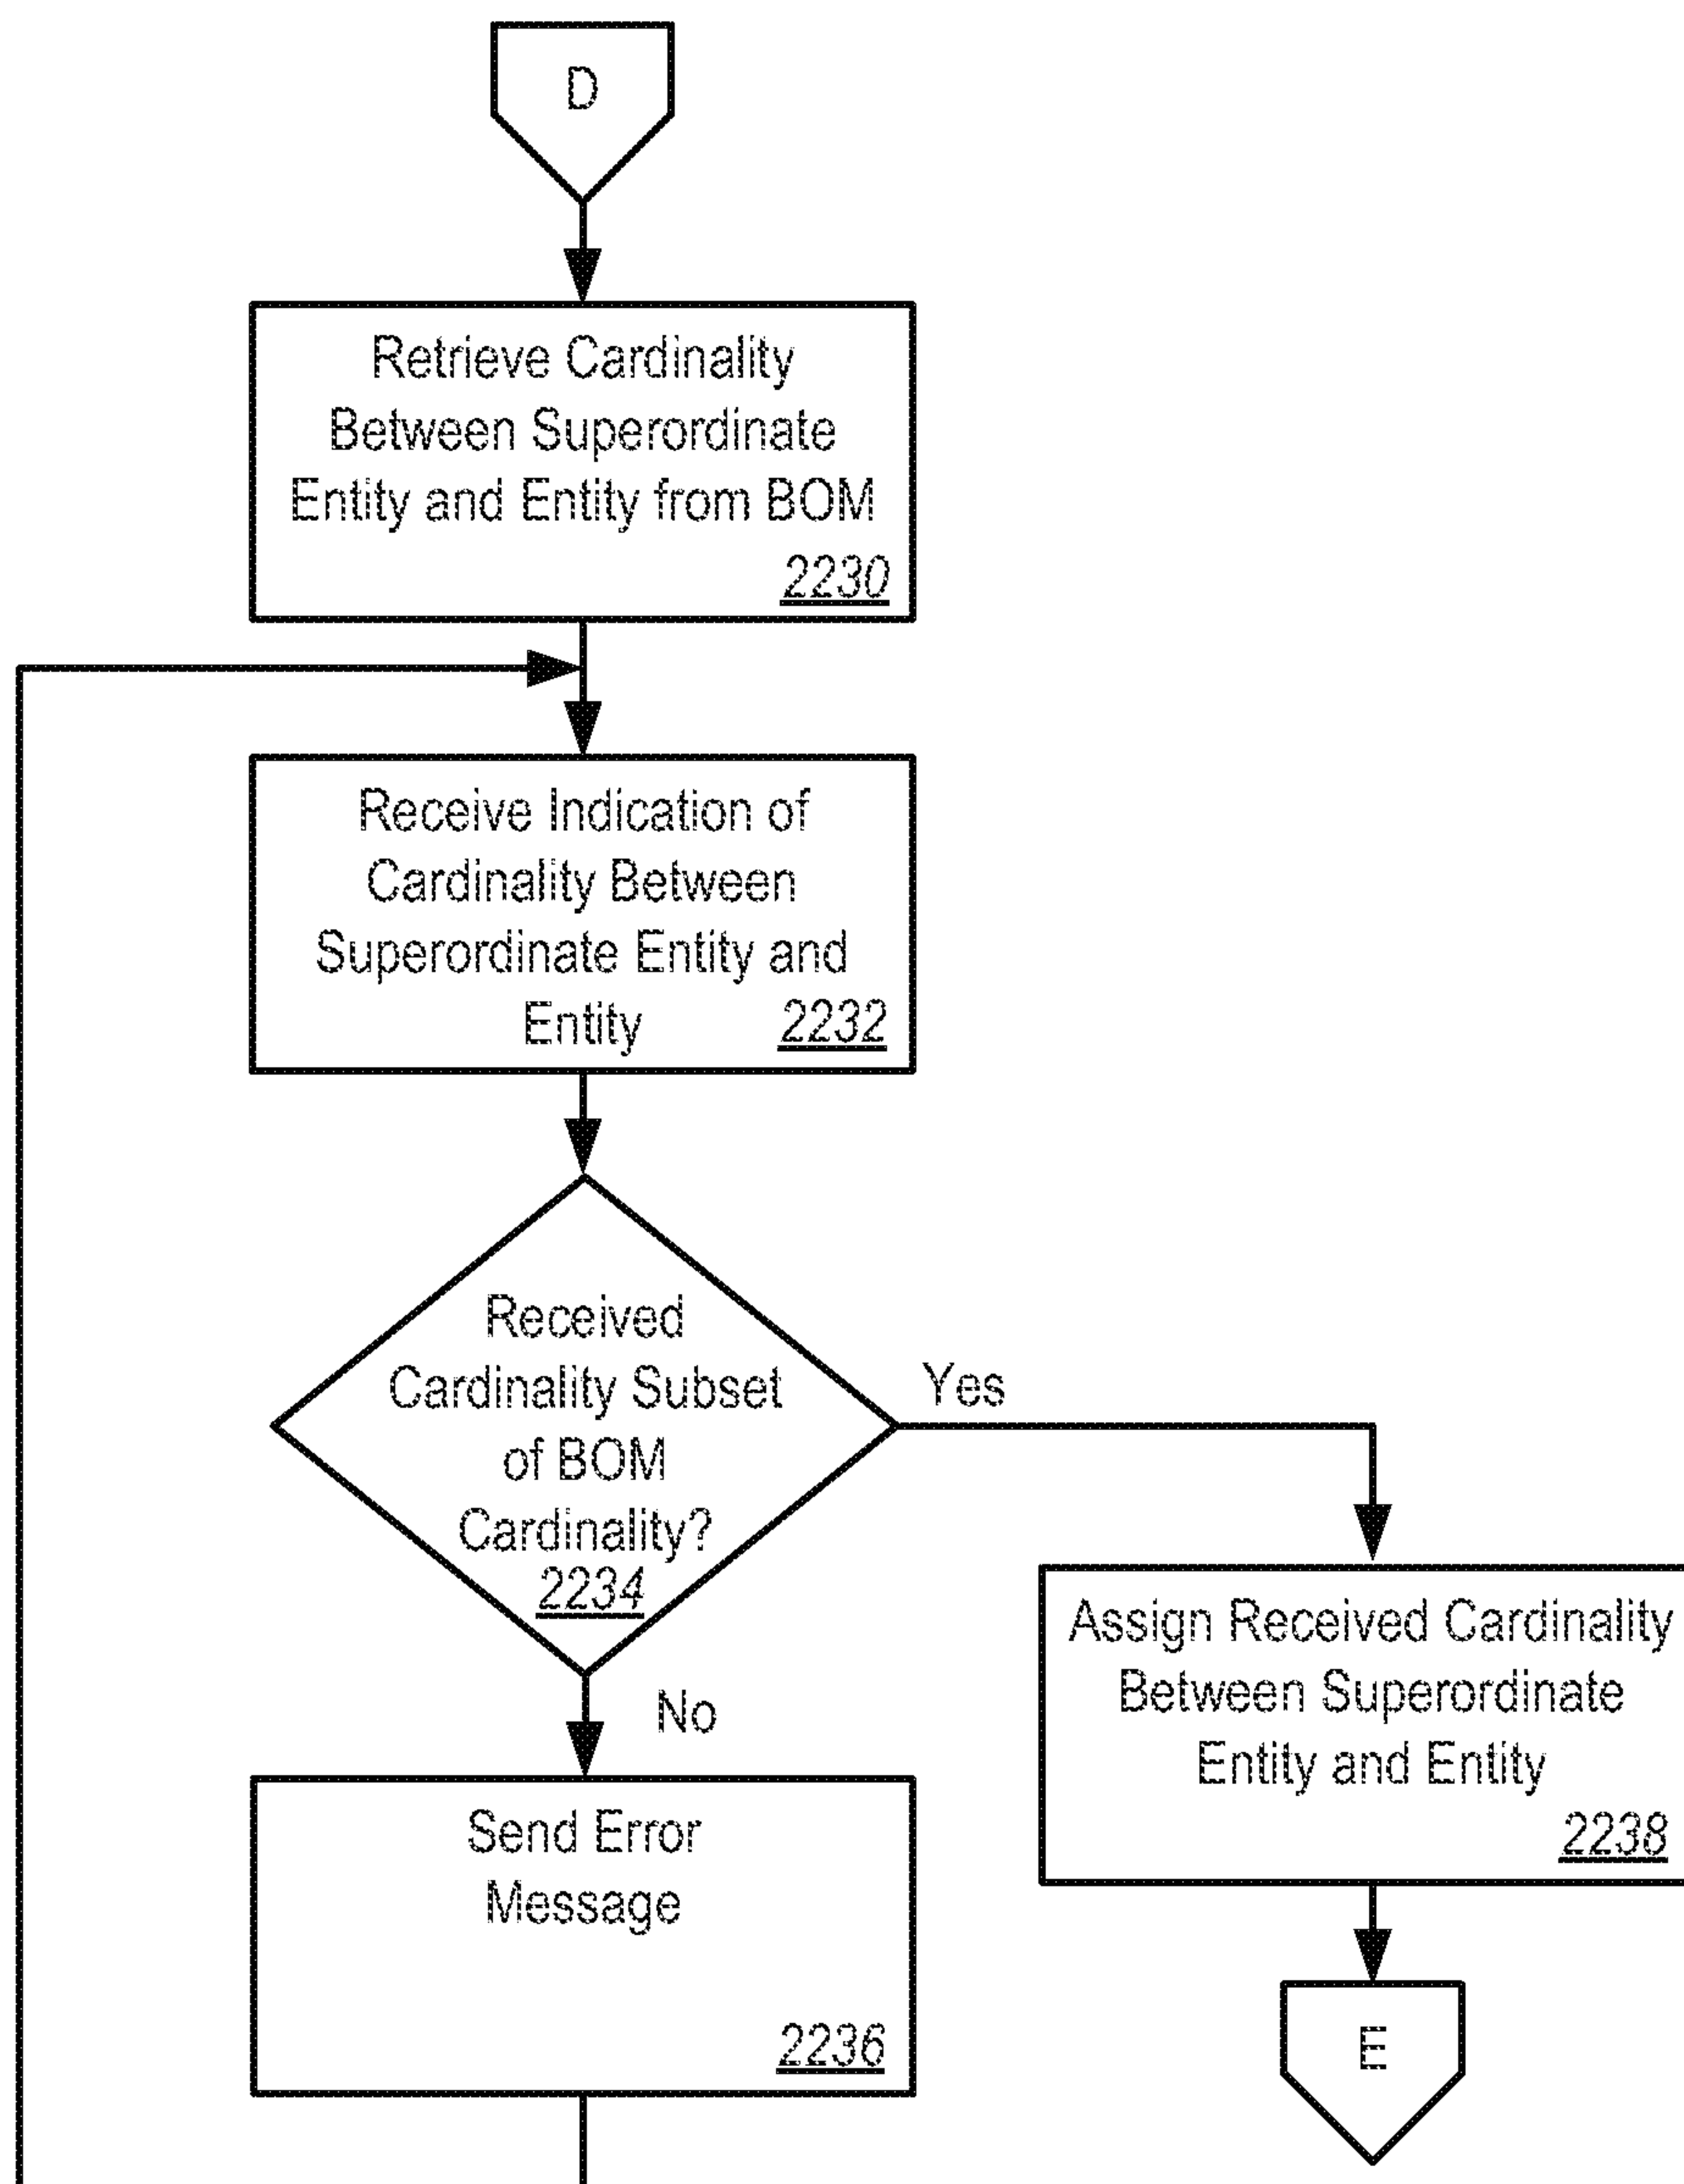 D
Retrieve Cardinality
Between Superordinate
Entity and Entity from BOM
2230
Receive Indication of
Cardinality Between
Superordinate Entity and
Entity 2232
Received
Cardinality Subset
of BOM
Cardinality?
2234
Yes
No
Send Error
Message
2236
Assign Received Cardinality
Between Superordinate
Entity and Entity
2238
E